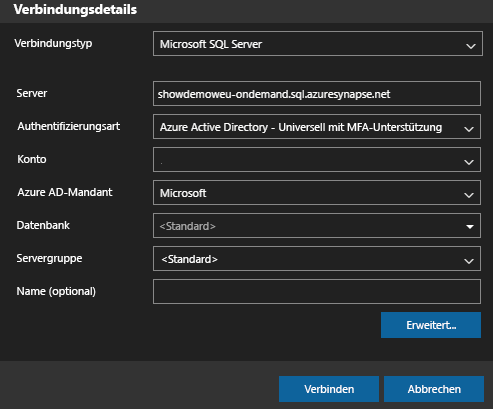 Verbindungsdetails
Verbindungstyp Microsoft SQL Server
Server showdemoweu-ondemand.sql.azuresynapse.net
Authentifizierungsart Azure Active Directory - Universell mit MFA-Unterstützung
Konto .
Azure AD-Mandant Microsoft
Datenbank <Standard>
Servergruppe <Standard>
Name (optional)
Erweitert...
Verbinden Abbrechen